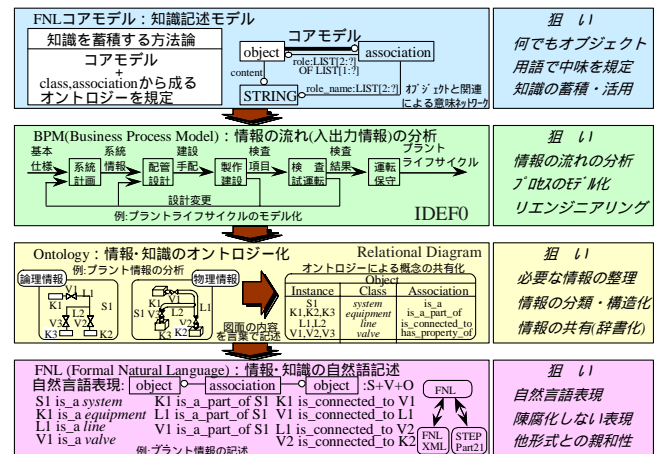 FNLコアモデル：知識記述モデル
知識を蓄積する方法論
コアモデル
+
class,associationから成る
オントロジーを規定
コアモデル
object
association
role:LIST[2:?]
OF LIST[1:?]
content
role_name:LIST[2:?]
STRING
オブジェクトと関連
による意味ネットワーク
狙 い
何でもオブジェクト
用語で中味を規定
知識の蓄積・活用
BPM(Business Process Model)：情報の流れ(入出力情報)の分析
基本
仕様
系統
計画
系統
情報
配管
設計
建設
手配
製作
建設
検査
項目
検 査
試運転
検査
結果
運転
保守
プラント
ライフサイクル
設計変更
例:プラントライフサイクルのモデル化
IDEF0
狙 い
情報の流れの分析
プロセスのモデル化
リエンジニアリング
Ontology：情報・知識のオントロジー化
Relational Diagram
例:プラント情報の分析
論理情報
V1 L1
K1
S1
L2
V3 V2
K3 K2
物理情報
V1
K1
L1
S1 V3
L2
V2
K3 K2
図面の内容
を言葉で記述
オントロジーによる概念の共有化
Object
Instance Class Association
S1 system is_a
K1,K2,K3 equipment is_a_part_of
L1,L2 line is_connected_to
V1,V2,V3 valve has_property_of
狙 い
必要な情報の整理
情報の分類・構造化
情報の共有(辞書化)
FNL (Formal Natural Language)：情報・知識の自然語記述
自然言語表現: object association object :S+V+O
S1 is_a system K1 is_a_part_of S1 K1 is_connected_to V1
K1 is_a equipment L1 is_a_part_of S1 V1 is_connected_to L1
L1 is_a line V1 is_a_part_of S1 L1 is_connected_to V2
V1 is_a valve V2 is_connected_to K2
例:プラント情報の記述
FNL
FNL
XML
STEP
Part21
狙 い
自然言語表現
陳腐化しない表現
他形式との親和性